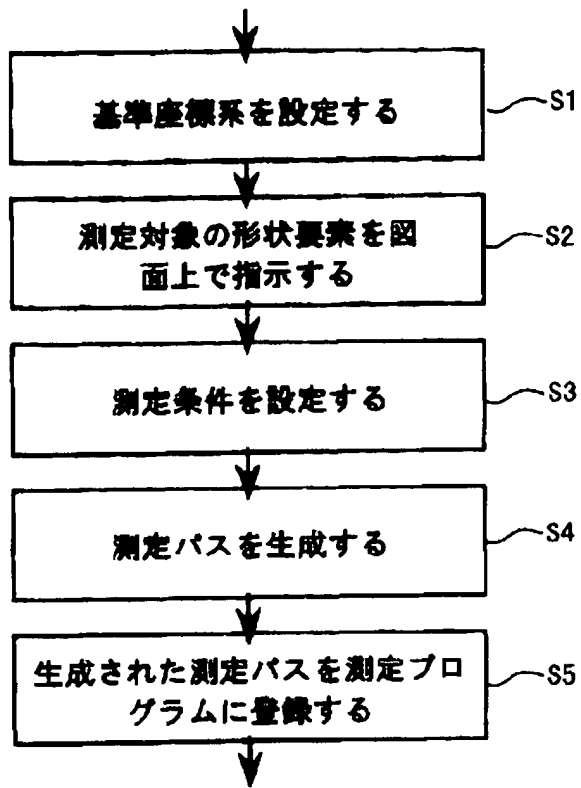 基準座標系を設定する
S1
測定対象の形状要素を図
面上で指示する
S2
測定条件を設定する
S3
測定パスを生成する
S4
生成された測定パスを測定プロ
グラムに登録する
S5